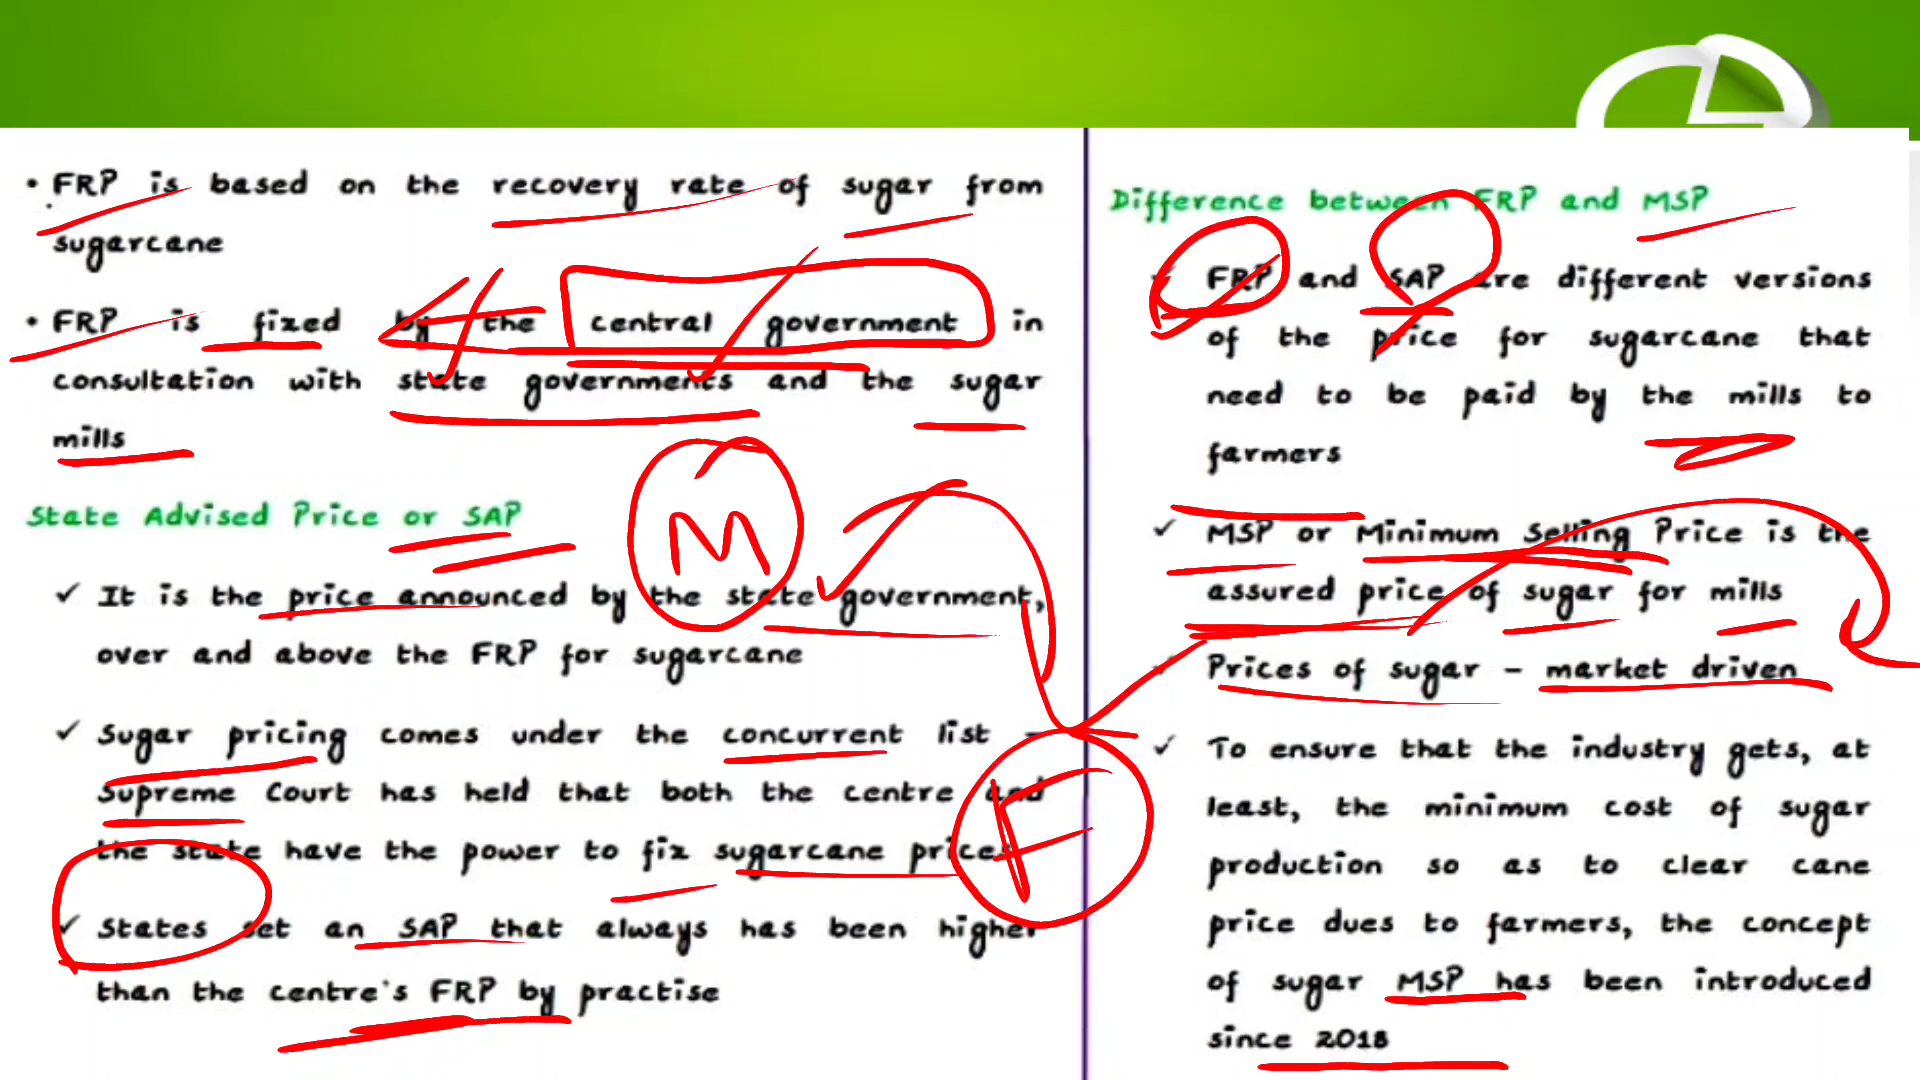 • FRP is based on the recovery rate of sugar from
sugarcane
• FRP is fixed by the central government in
consultation with state governments and the sugar
mills
State Advised Price or SAP
✓ It is the price announced by the state government,
over and above the FRP for sugarcane
✓ Sugar pricing comes under the concurrent list –
Supreme Court has held that both the centre and
the state have the power to fix sugarcane prices
✓ States set an SAP that always has been higher
than the centre's FRP by practise
M
F
Difference between FRP and MSP
✓ FRP and SAP are different versions
of the price for sugarcane that
need to be paid by the mills to
farmers
✓ MSP or Minimum Selling Price is the
assured price of sugar for mills
✓ Prices of sugar – market driven
✓ To ensure that the industry gets, at
least, the minimum cost of sugar
production so as to clear cane
price dues to farmers, the concept
of sugar MSP has been introduced
since 2018